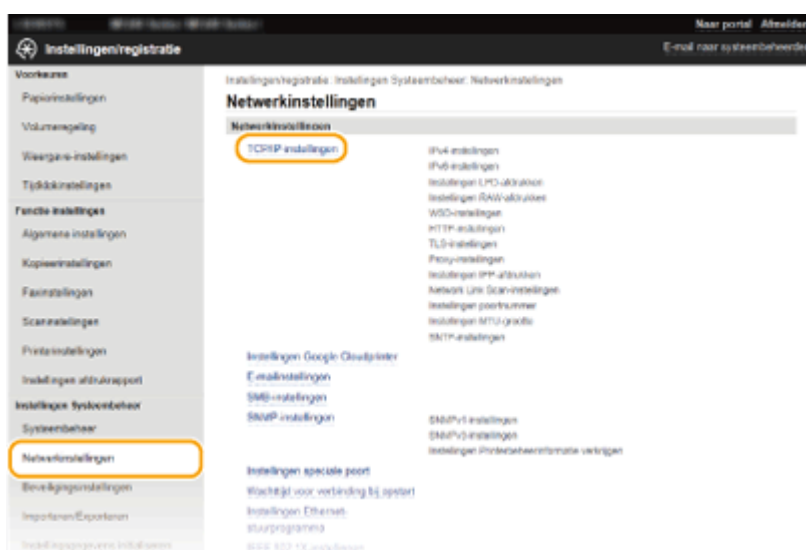 Naar portal Afmelden
Instellingen/registratie
E-mail naar systeembeheerder
Voorkeuren
Papierinstellingen
Volumeregeling
Weergave-instellingen
Tijdklokinstellingen
Functie-instellingen
Algemene instellingen
Kopieerinstellingen
Faxinstellingen
Scaninstellingen
Printerinstellingen
Instellingen afdrukrapport
Instellingen Systeembeheer
Systeembeheer
Netwerkinstellingen
Beveiligingsinstellingen
Importeren/Exporteren
Instellingen/registratie: Instellingen Systeembeheer: Netwerkinstellingen
Netwerkinstellingen
Netwerkinstellingen
TCP/IP-instellingen
IPv4-instellingen
IPv6-instellingen
Instellingen LPD-afdrukken
Instellingen RAW-afdrukken
WSD-instellingen
HTTP-instellingen
TLS-instellingen
Proxy-instellingen
Instellingen IPP-afdrukken
Network Link Scan-instellingen
Instellingen poortnummer
Instellingen MTU-grootte
SNTP-instellingen
Instellingen Google Cloudprinter
E-mailinstellingen
SMB-instellingen
SNMP-instellingen
SNMPv1-instellingen
SNMPv3-instellingen
Instellingen Printerbeheerinformatie verkrijgen
Instellingen speciale poort
Wachttijd voor verbinding bij opstart
Instellingen Ethernet-
stuurprogramma
IEEE 802.1X-instellingen